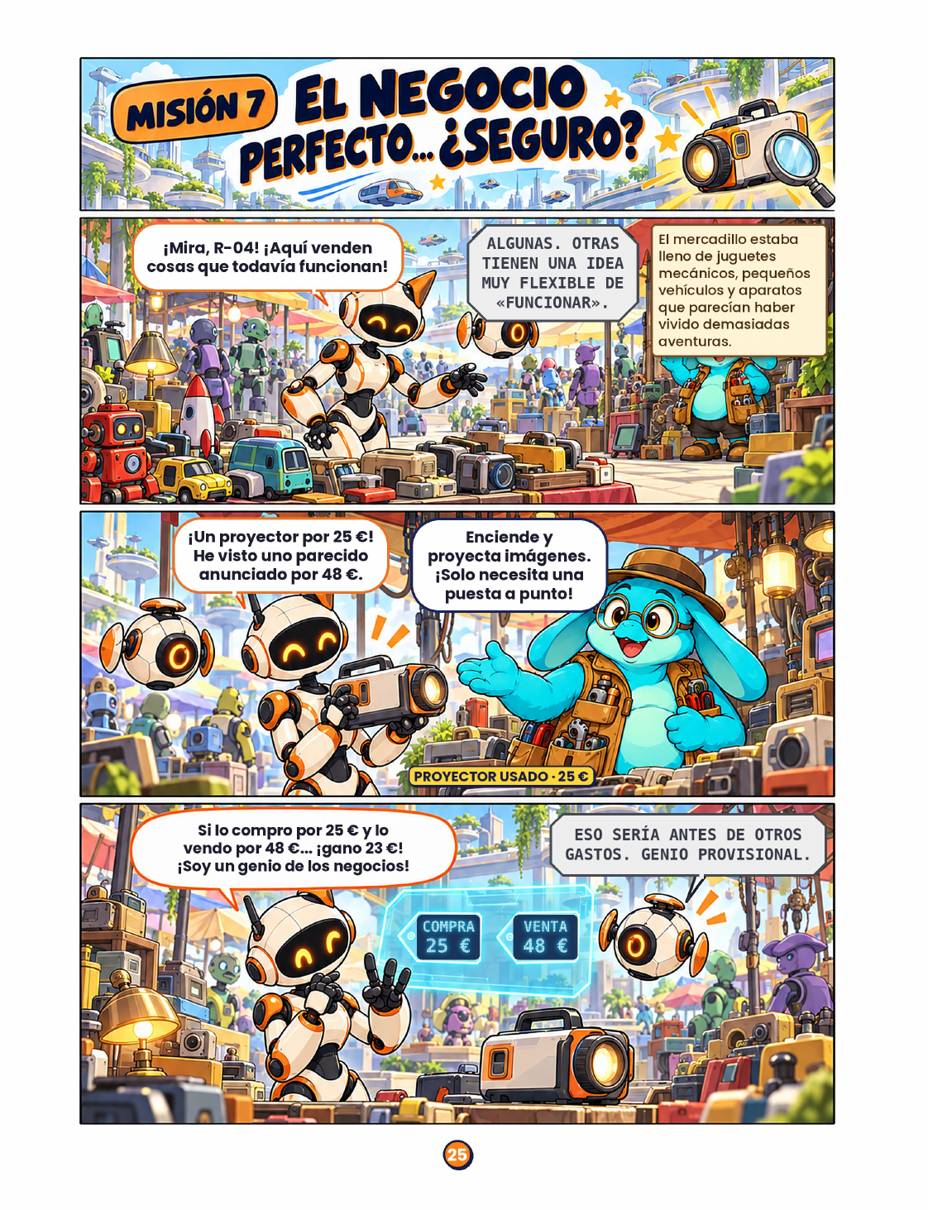 MISIÓN 7
EL NEGOCIO
PERFECTO... ¿SEGURO?
¡Mira, R-04! ¡Aquí venden
cosas que todavía funcionan!
ALGUNAS. OTRAS
TIENEN UNA IDEA
MUY FLEXIBLE DE
«FUNCIONAR».
El mercadillo estaba
lleno de juguetes
mecánicos, pequeños
vehículos y aparatos
que parecían haber
vivido demasiadas
aventuras.
¡Un proyector por 25 €!
He visto uno parecido
anunciado por 48 €.
Enciende y
proyecta imágenes.
¡Solo necesita una
puesta a punto!
PROYECTOR USADO · 25 €
Si lo compro por 25 € y lo
vendo por 48 €... ¡gano 23 €!
¡Soy un genio de los negocios!
ESO SERÍA ANTES DE OTROS
GASTOS. GENIO PROVISIONAL.
COMPRA
25 €
VENTA
48 €
25